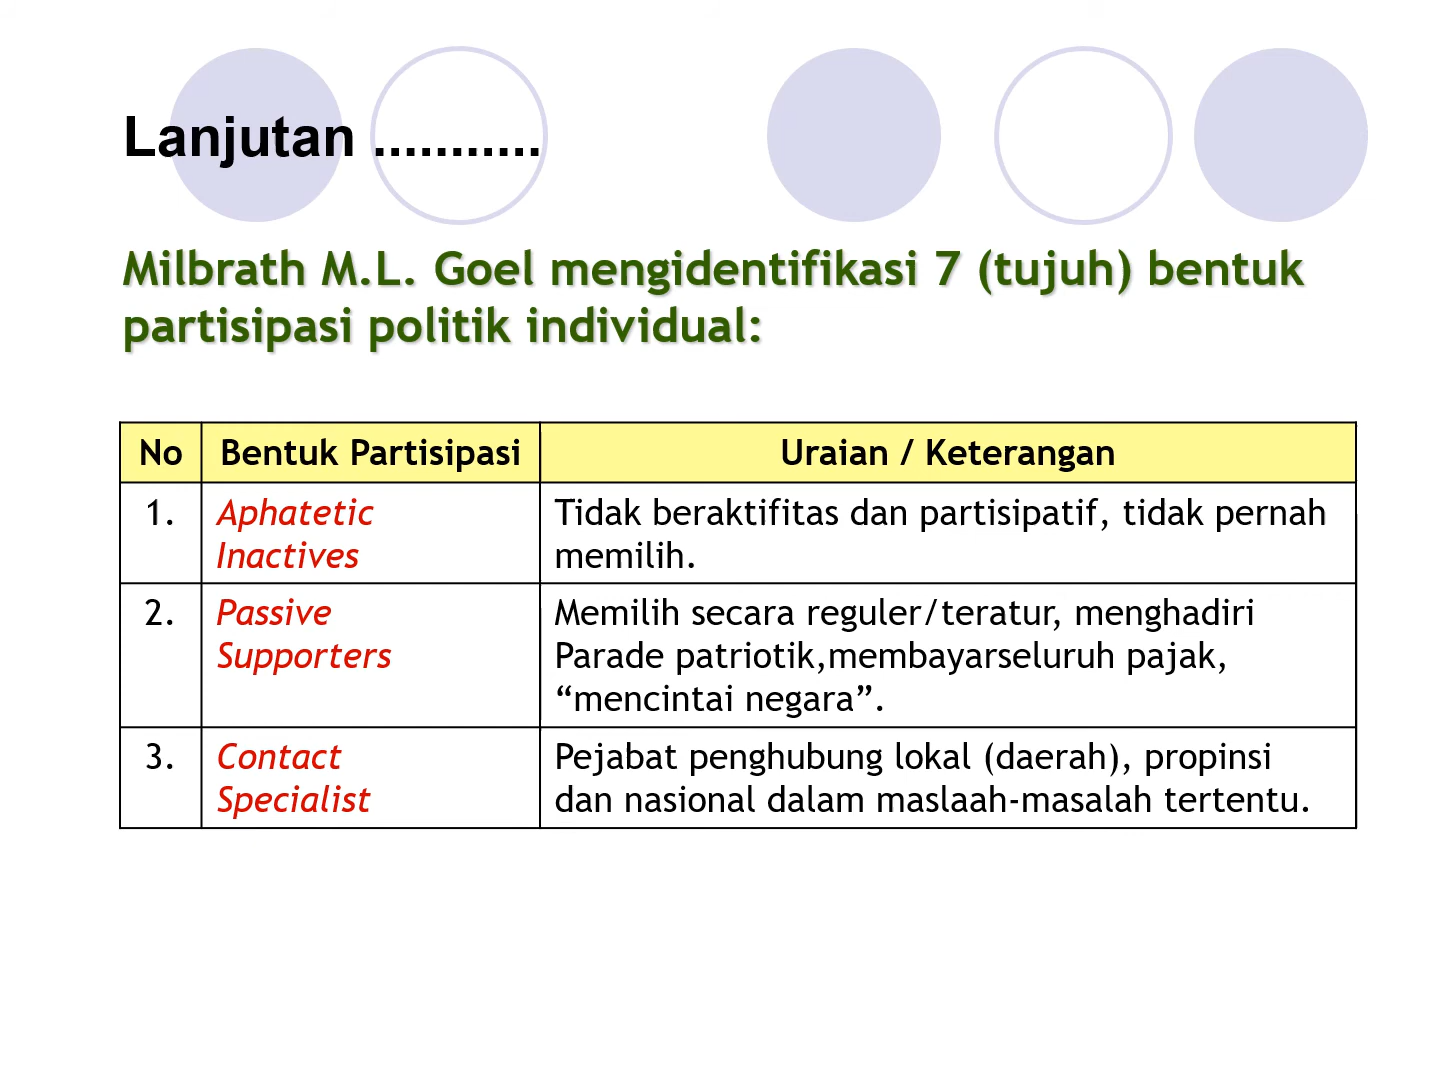 Lanjutan ...........
Milbrath M.L. Goel mengidentifikasi 7 (tujuh) bentuk
partisipasi politik individual:
No Bentuk Partisipasi Uraian / Keterangan
1. Aphatetic Tidak beraktifitas dan partisipatif, tidak pernah
Inactives memilih.
2. Passive Memilih secara reguler/teratur, menghadiri
Supporters Parade patriotik,membayarseluruh pajak,
“mencintai negara”.
3. Contact Pejabat penghubung lokal (daerah), propinsi
Specialist dan nasional dalam maslaah-masalah tertentu.